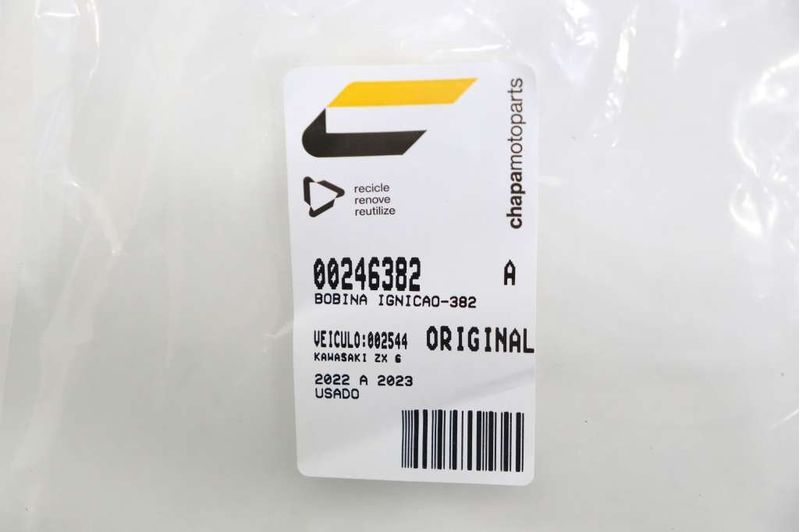 chapamotoparts
recicle
renove
reutilize
00246382 A
BOBINA IGNICAO-382
VEICULO:002544 ORIGINAL
KAWASAKI ZX 6
2022 A 2023
USADO